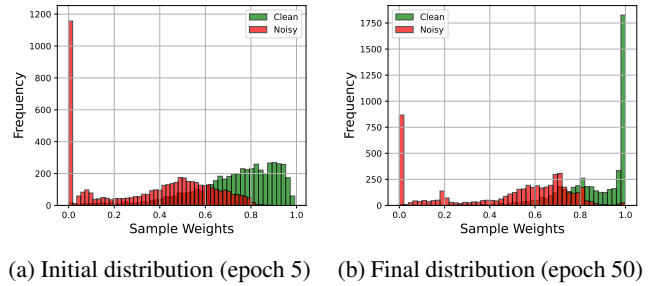 1200
1000
800
600
400
200
0
Frequency
0.0 0.2 0.4 0.6 0.8 1.0
Sample Weights
Clean
Noisy
(a) Initial distribution (epoch 5)
1750
1500
1250
1000
750
500
250
0
Frequency
0.0 0.2 0.4 0.6 0.8 1.0
Sample Weights
Clean
Noisy
(b) Final distribution (epoch 50)